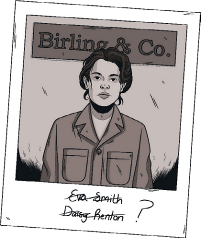 Birling & Co.
Eva Smith
Daisy Renton ?